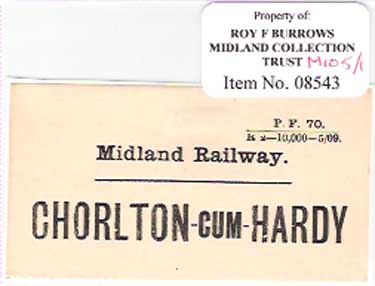 Property of:
ROY F BURROWS
MIDLAND COLLECTION
TRUST M105/1
Item No. 08543
P. F. 70.
K 2—10,000—5/09.
Midland Railway.
CHORLTON-CUM-HARDY